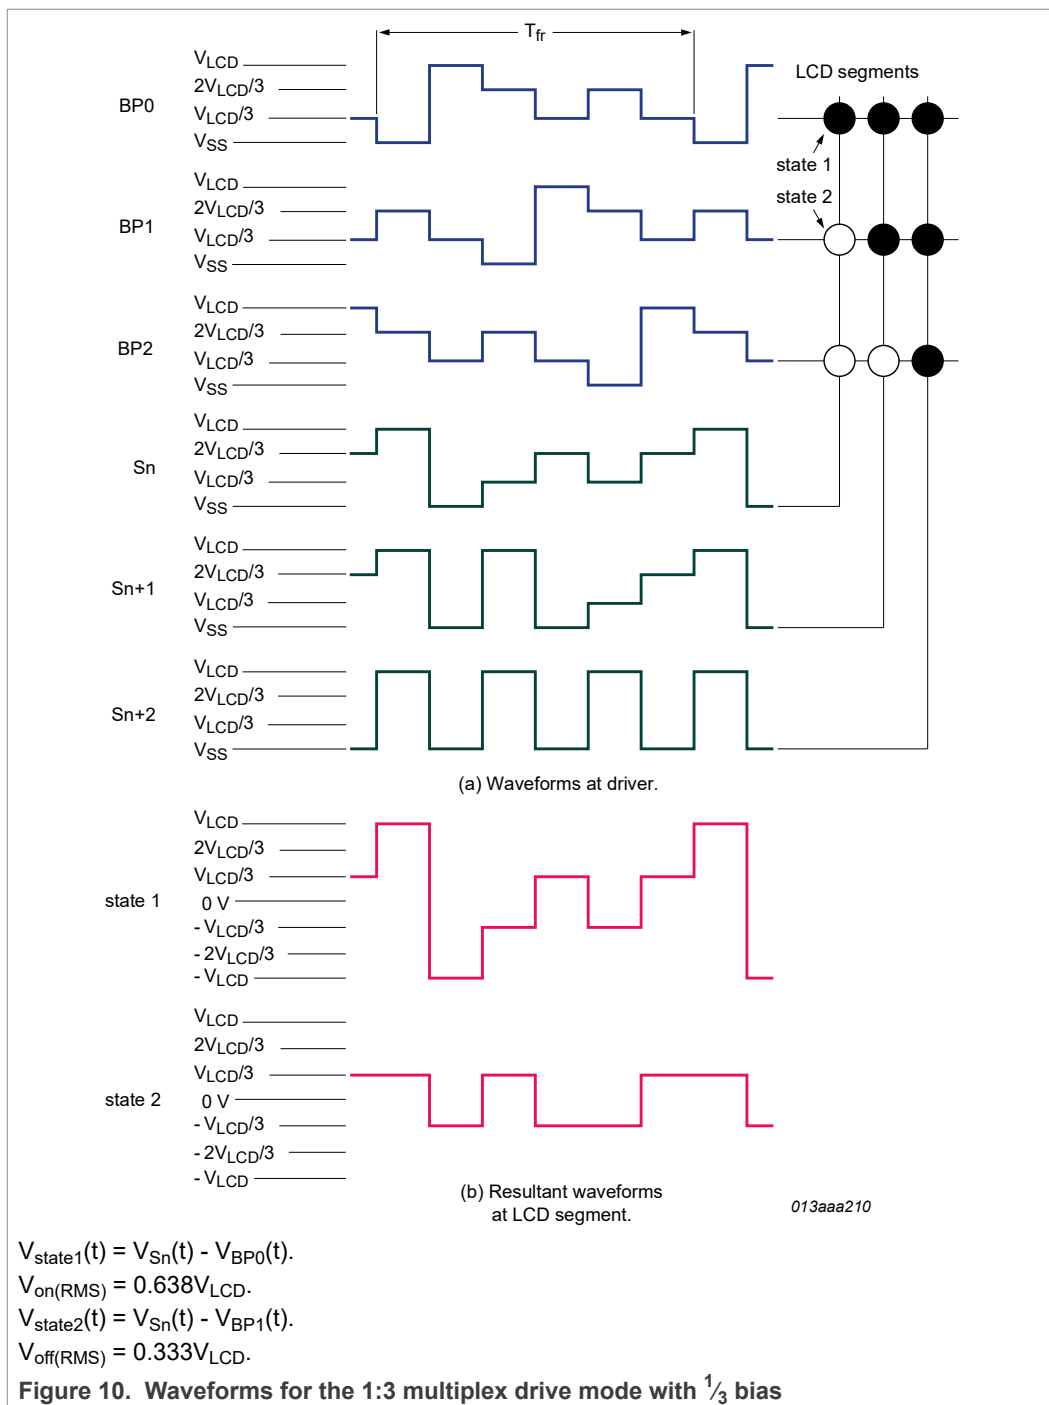 Tfr
VLCD
2VLCD/3
BP0
VLCD/3
VSS
LCD segments
state 1
VLCD
2VLCD/3
BP1
VLCD/3
VSS
state 2
VLCD
2VLCD/3
BP2
VLCD/3
VSS
VLCD
2VLCD/3
Sn
VLCD/3
VSS
VLCD
2VLCD/3
Sn+1
VLCD/3
VSS
VLCD
2VLCD/3
Sn+2
VLCD/3
VSS
(a) Waveforms at driver.
VLCD
2VLCD/3
VLCD/3
state 1
0 V
- VLCD/3
- 2VLCD/3
- VLCD
VLCD
2VLCD/3
VLCD/3
state 2
0 V
- VLCD/3
- 2VLCD/3
- VLCD
(b) Resultant waveforms
at LCD segment.
013aaa210
Vstate1(t) = VSn(t) - VBP0(t).
Von(RMS) = 0.638VLCD.
Vstate2(t) = VSn(t) - VBP1(t).
Voff(RMS) = 0.333VLCD.
Figure 10. Waveforms for the 1:3 multiplex drive mode with 1⁄3 bias